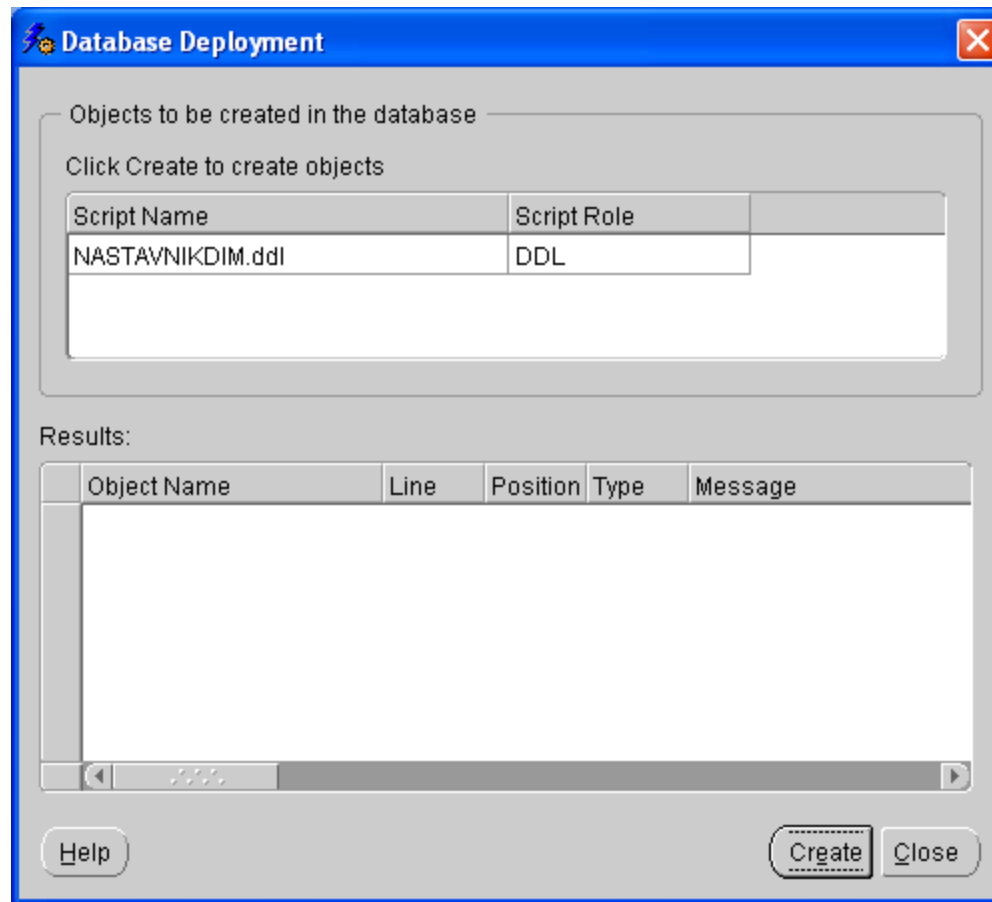 Database Deployment
Objects to be created in the database
Click Create to create objects
Script Name Script Role
NASTAVNIKDIM.ddl DDL
Results:
Object Name Line Position Type Message
Help Create Close